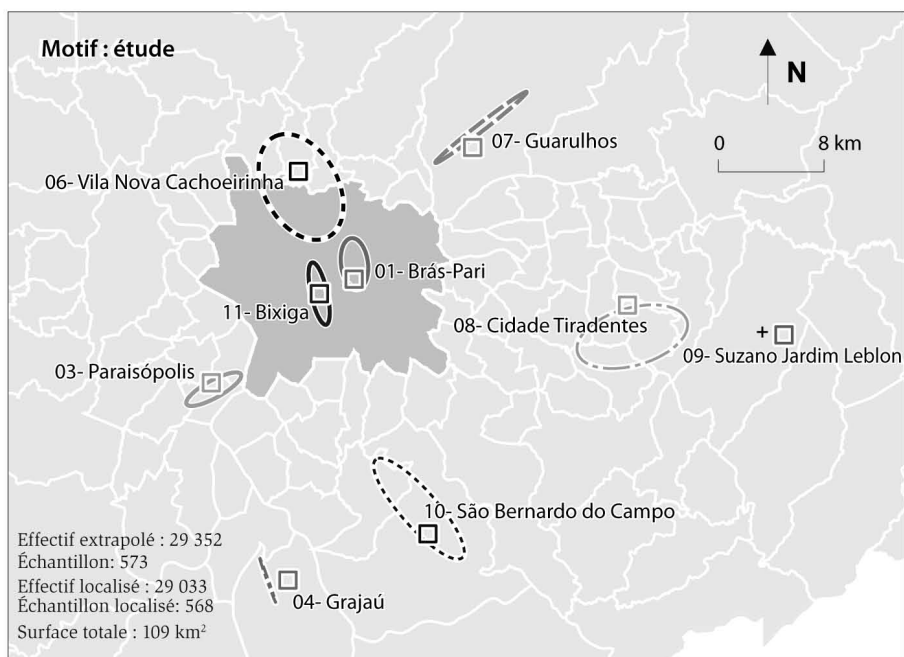 Motif : étude
N
0 8 km
07- Guarulhos
06- Vila Nova Cachoeirinha
01- Brás-Pari
11- Bixiga
08- Cidade Tiradentes
09- Suzano Jardim Leblon
03- Paraisópolis
10- São Bernardo do Campo
04- Grajaú
Effectif extrapolé : 29 352
Échantillon: 573
Effectif localisé : 29 033
Échantillon localisé: 568
Surface totale : 109 km²